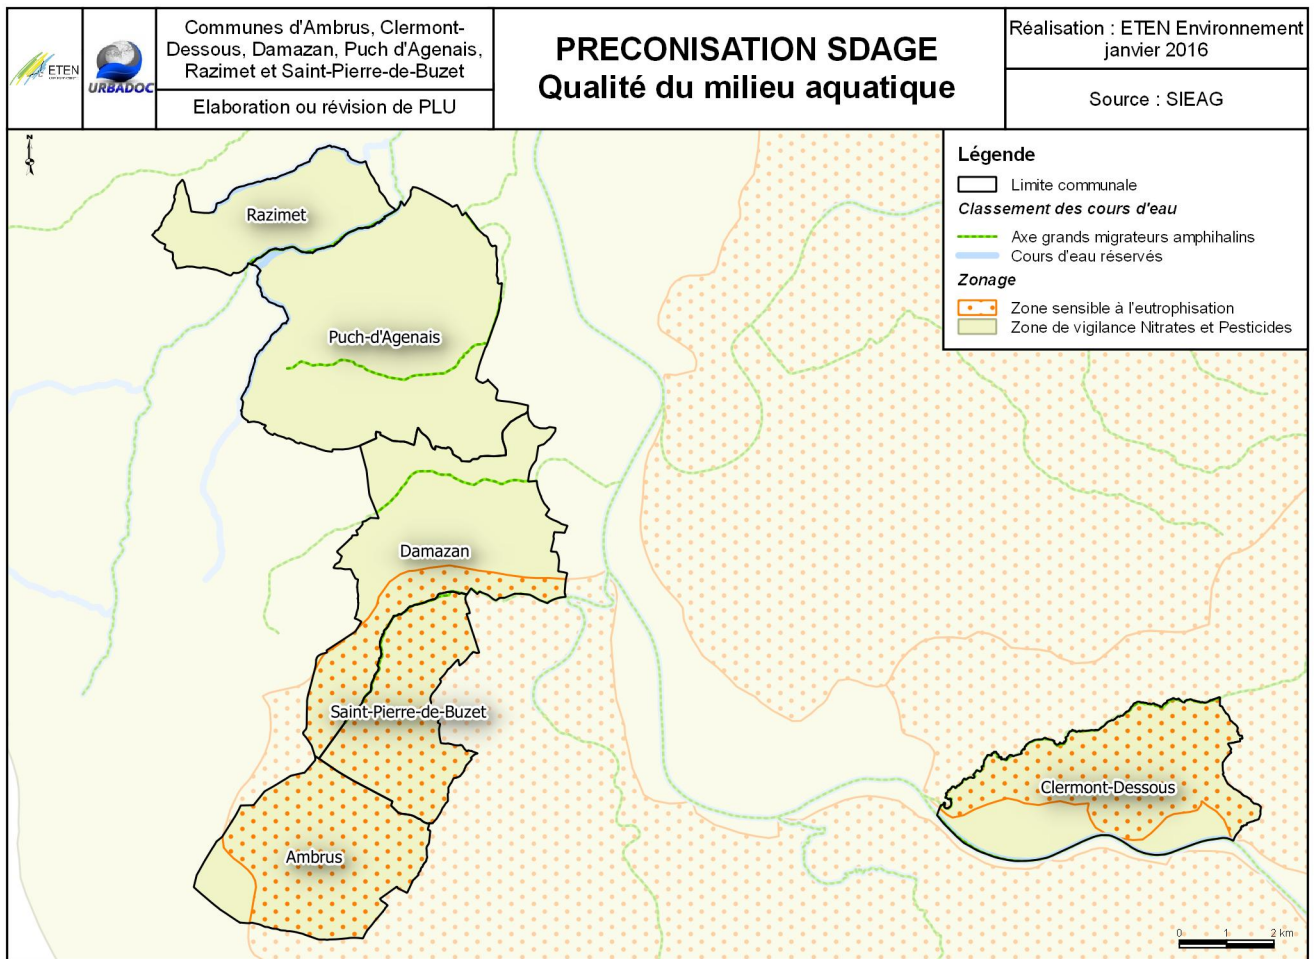 ETEN
URBADOC
Communes d'Ambrus, Clermont-
Dessous, Damazan, Puch d'Agenais,
Razimet et Saint-Pierre-de-Buzet
Elaboration ou révision de PLU
PRECONISATION SDAGE
Qualité du milieu aquatique
Réalisation : ETEN Environnement
janvier 2016
Source : SIEAG
N
Légende
Limite communale
Classement des cours d'eau
Axe grands migrateurs amphihalins
Cours d'eau réservés
Zonage
Zone sensible à l'eutrophisation
Zone de vigilance Nitrates et Pesticides
Razimet
Puch-d'Agenais
Damazan
Saint-Pierre-de-Buzet
Clermont-Dessous
Ambrus
0 1 2 km